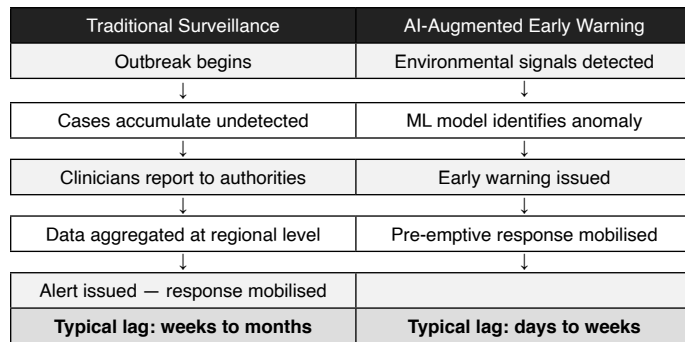 Traditional Surveillance AI-Augmented Early Warning
Outbreak begins Environmental signals detected
↓ ↓
Cases accumulate undetected ML model identifies anomaly
↓ ↓
Clinicians report to authorities Early warning issued
↓ ↓
Data aggregated at regional level Pre-emptive response mobilised
↓ ↓
Alert issued — response mobilised
Typical lag: weeks to months Typical lag: days to weeks